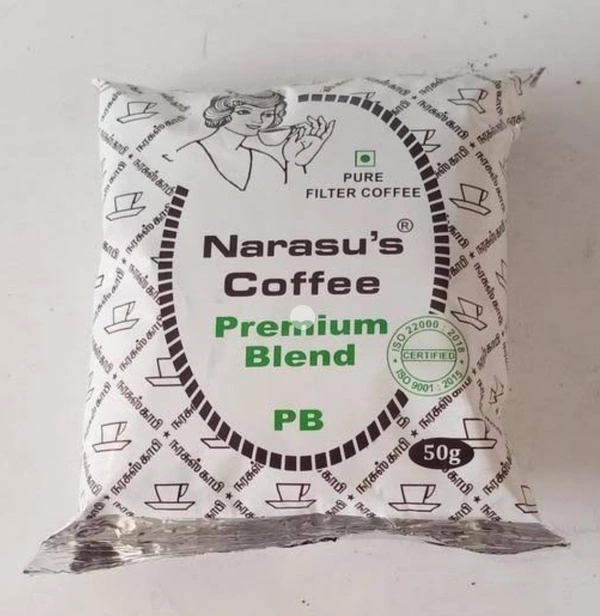 PURE
FILTER COFFEE
Narasu's®
Coffee
Premium
Blend
PB
ISO 22000 : 2018
CERTIFIED
ISO 9001 : 2015
50g
நரசுஸ் காபி